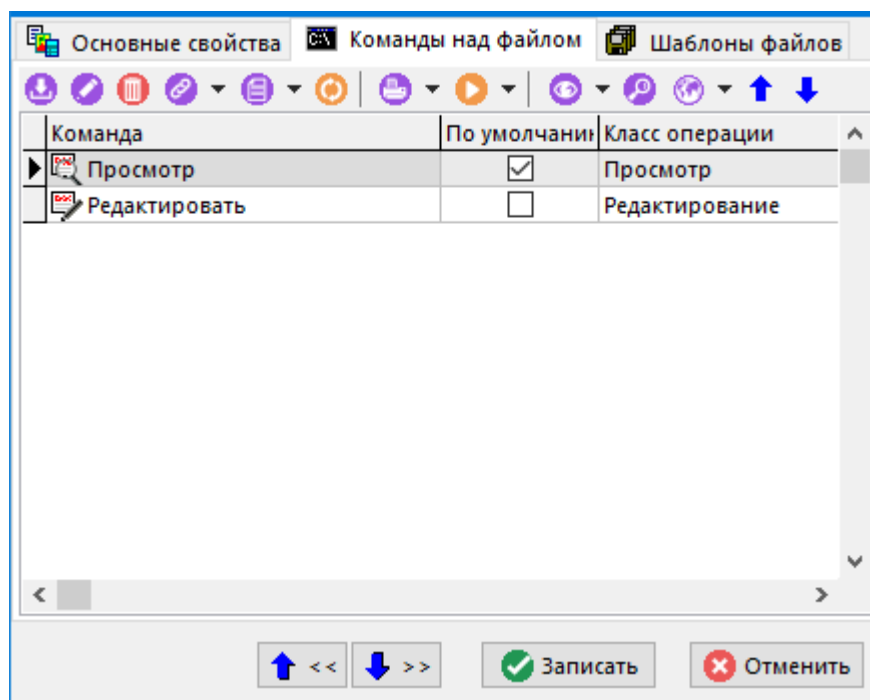 Основные свойства Команды над файлом Шаблоны файлов
Команда По умолчани Класс операции
Просмотр Просмотр
Редактировать Редактирование
<< >> Записать Отменить